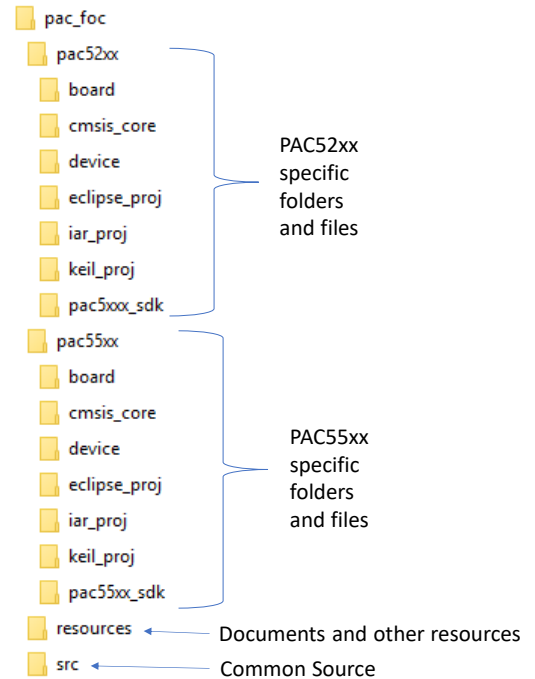 pac_foc
pac52xx
board
cmsis_core
device
eclipse_proj
iar_proj
keil_proj
pac5xxx_sdk
PAC52xx
specific
folders
and files
pac55xx
board
cmsis_core
device
eclipse_proj
iar_proj
keil_proj
pac55xx_sdk
PAC55xx
specific
folders
and files
resources
Documents and other resources
src
Common Source